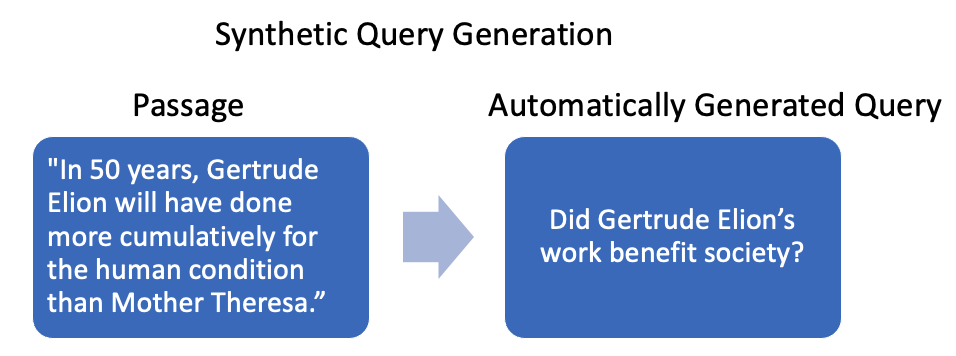 Synthetic Query Generation
Passage
Automatically Generated Query
"In 50 years, Gertrude
Elion will have done
more cumulatively for
the human condition
than Mother Theresa.”
Did Gertrude Elion’s
work benefit society?